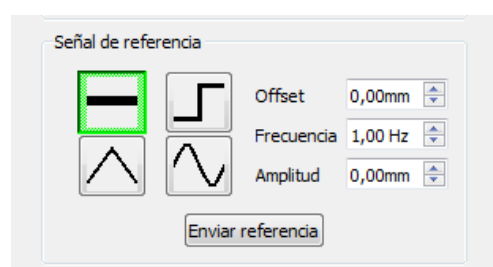 Señal de referencia
Offset 0,00mm
Frecuencia 1,00 Hz
Amplitud 0,00mm
Enviar referencia